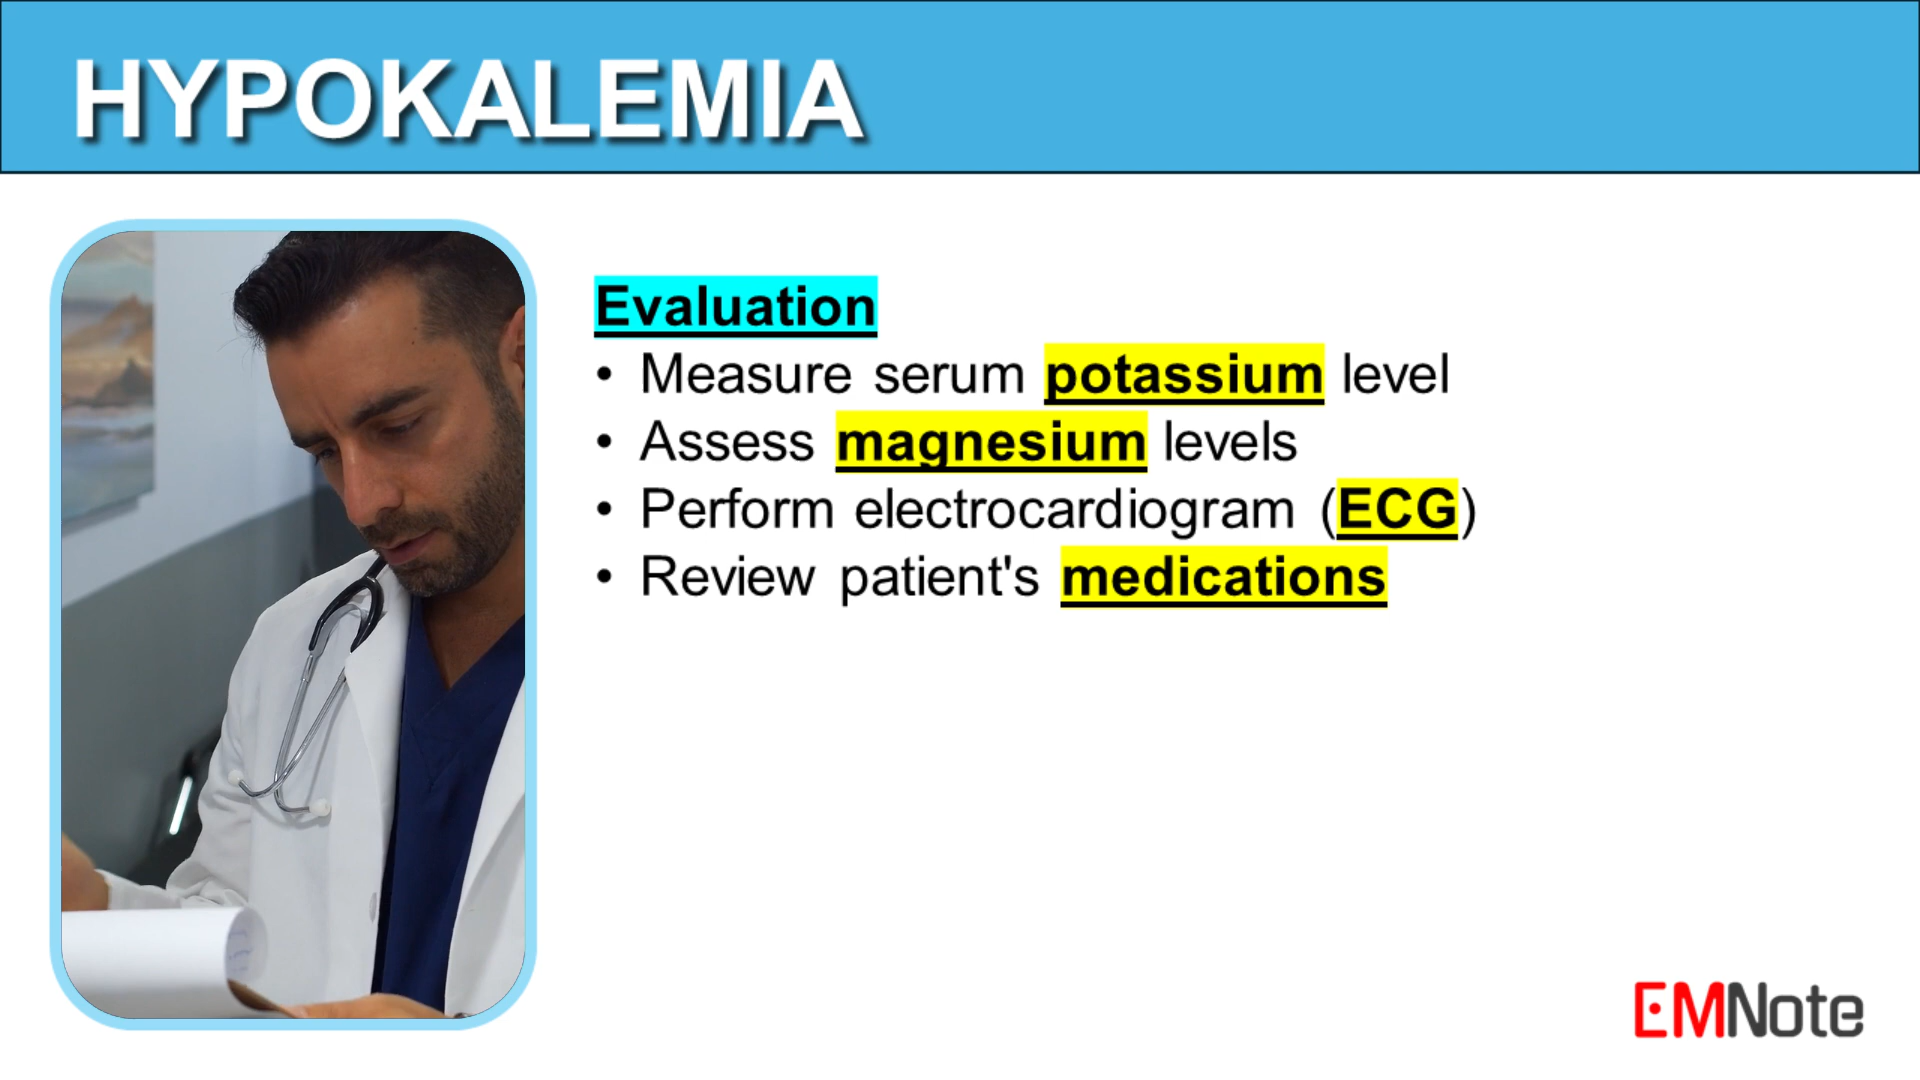 HYPOKALEMIA
Evaluation
• Measure serum potassium level
• Assess magnesium levels
• Perform electrocardiogram (ECG)
• Review patient's medications
EMNote